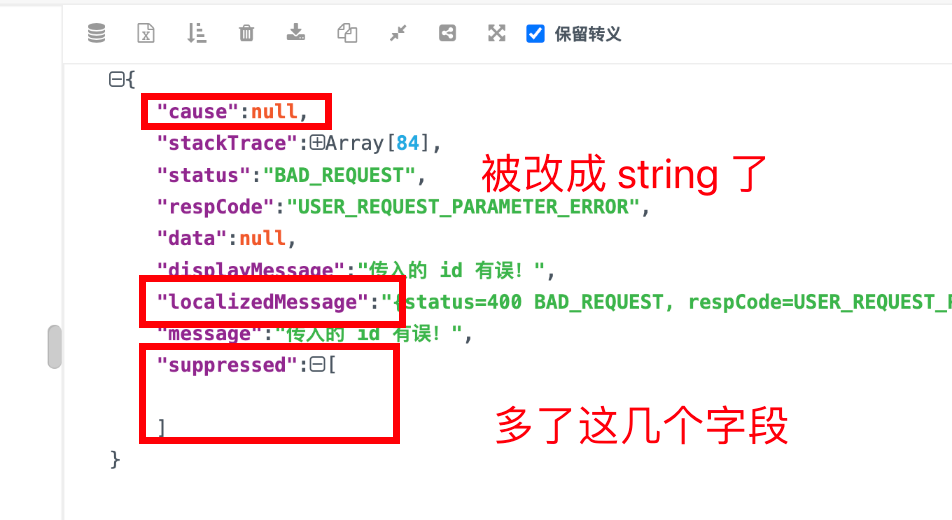 保留转义
{
"cause":null,
"stackTrace":Array[84],
"status":"BAD_REQUEST",
被改成 string 了
"respCode":"USER_REQUEST_PARAMETER_ERROR",
"data":null,
"displayMessage":"传入的 id 有误！",
"localizedMessage":"{status=400 BAD_REQUEST, respCode=USER_REQUEST_
"message":"传入的 id 有误！",
"suppressed":[
]
多了这几个字段
}